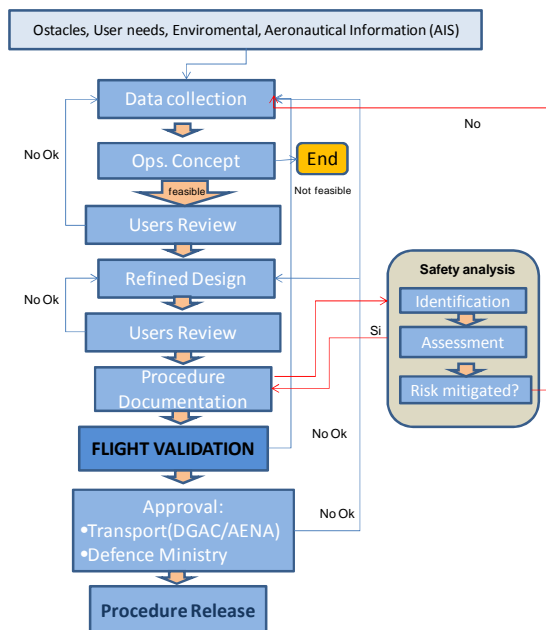 Ostacles, User needs, Enviromental, Aeronautical Information (AIS)
Data collection
No
No Ok
Ops. Concept
End
feasible
Not feasible
Users Review
Safety analysis
Refined Design
Identification
No Ok
Si
Users Review
Assessment
Procedure
Documentation
Risk mitigated?
No Ok
FLIGHT VALIDATION
Approval:
•Transport(DGAC/AENA)
No Ok
•Defence Ministry
Procedure Release